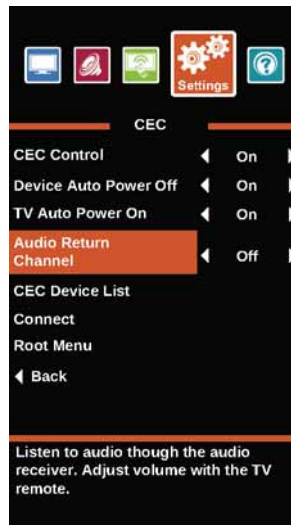 Settings
CEC
CEC Control On
Device Auto Power Off On
TV Auto Power On On
Audio Return
Channel Off
CEC Device List
Connect
Root Menu
Back
Listen to audio though the audio
receiver. Adjust volume with the TV
remote.